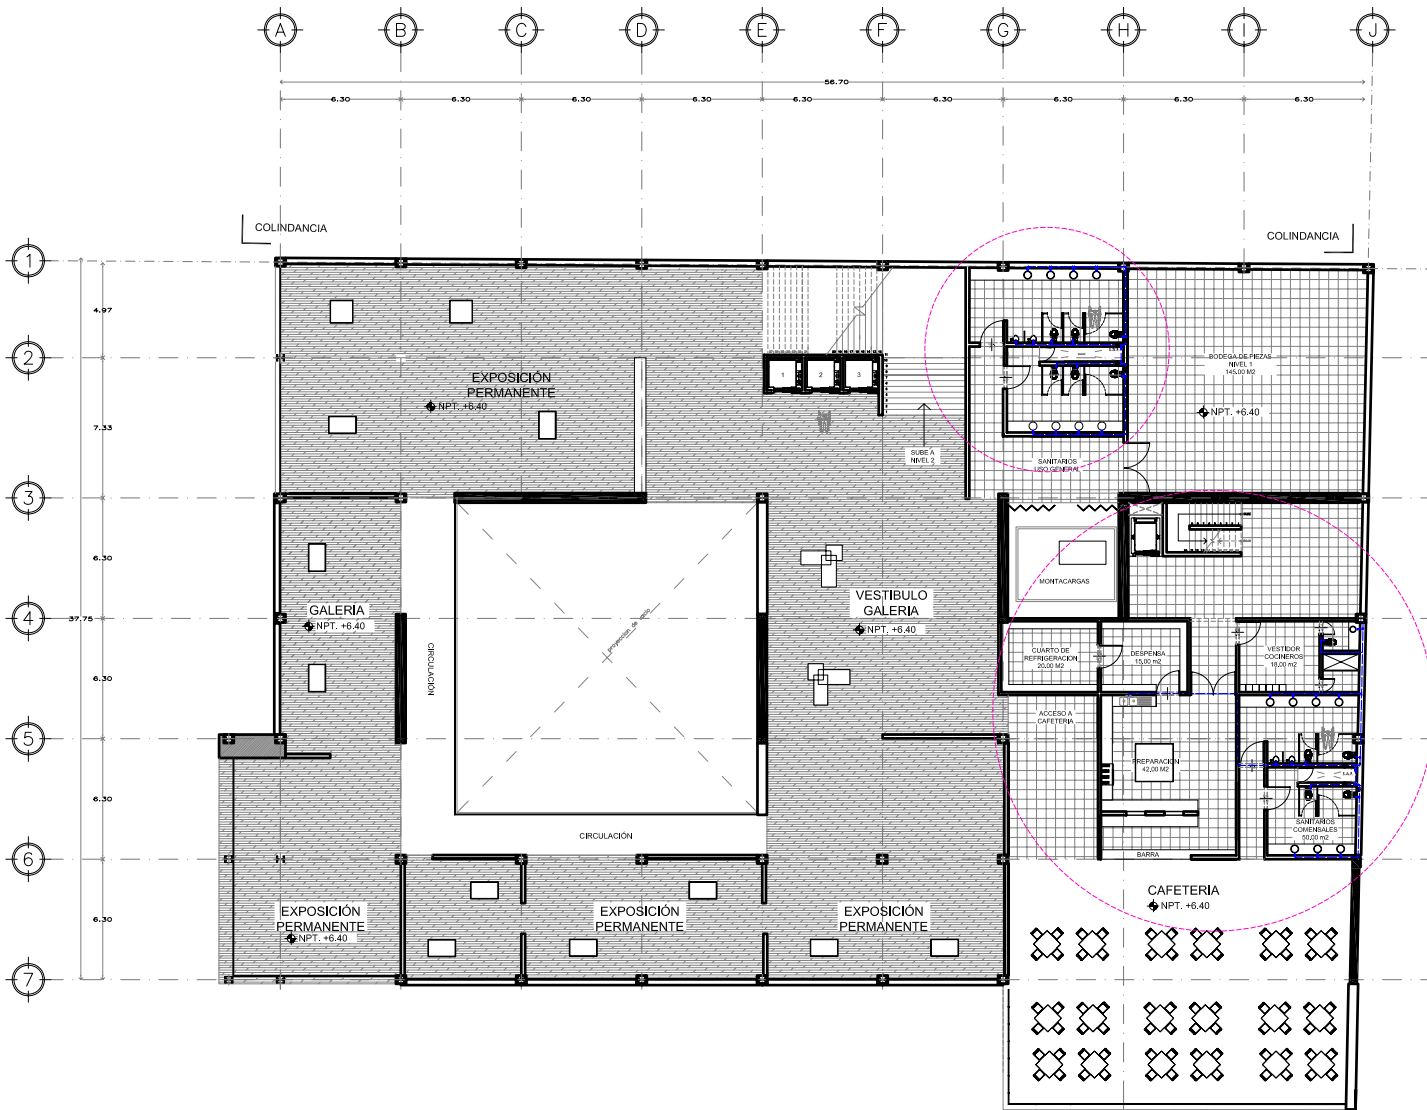 A B C D E F G H I J
56.70
6.30 6.30 6.30 6.30 6.30 6.30 6.30 6.30 6.30
COLINDANCIA
COLINDANCIA
1
4.97
2
7.33
3
6.30
4
37.75
6.30
5
6.30
6
6.30
7
EXPOSICIÓN
PERMANENTE
NPT. +6.40
1 2 3
SUBE A
NIVEL 2
SANITARIOS
USO GENERAL
BODEGA DE PIEZAS
NIVEL 1
145.00 M2
NPT. +6.40
GALERIA
NPT. +6.40
CIRCULACIÓN
proyeccion de vacio
VESTIBULO
GALERIA
NPT. +6.40
MONTACARGAS
CUARTO DE
REFRIGERACION
20.00 M2
DESPENSA
15,00 m2
VESTIDOR
COCINEROS
18,00 m2
ACCESO A
CAFETERIA
PREPARACION
42,00 M2
SANITARIOS
COMENSALES
50,00 m2
BARRA
CIRCULACIÓN
CAFETERIA
NPT. +6.40
EXPOSICIÓN
PERMANENTE
NPT. +6.40
EXPOSICIÓN
PERMANENTE
EXPOSICIÓN
PERMANENTE